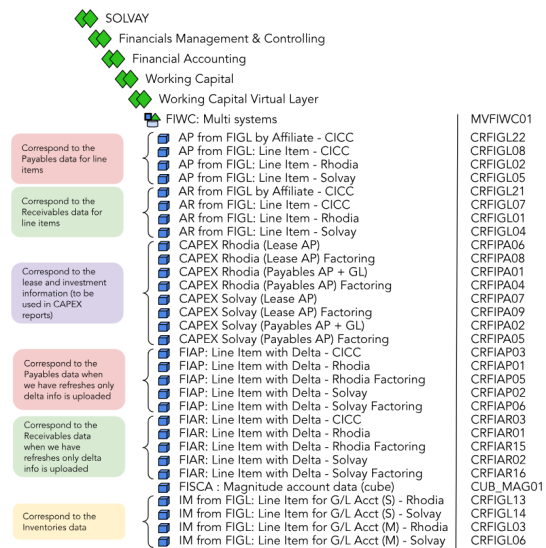 SOLVAY
Financials Management & Controlling
Financial Accounting
Working Capital
Working Capital Virtual Layer
FIWC: Multi systems MVFIWC01
Correspond to the
Payables data for line
items
AP from FIGL by Affiliate - CICC CRFIGL22
AP from FIGL: Line Item - CICC CRFIGL08
AP from FIGL: Line Item - Rhodia CRFIGL02
AP from FIGL: Line Item - Solvay CRFIGL05
Correspond to the
Receivables data for
line items
AR from FIGL by Affiliate - CICC CRFIGL21
AR from FIGL: Line Item - CICC CRFIGL07
AR from FIGL: Line Item - Rhodia CRFIGL01
AR from FIGL: Line Item - Solvay CRFIGL04
Correspond to the
lease and investment
information (to be
used in CAPEX
reports)
CAPEX Rhodia (Lease AP) CRFIPA06
CAPEX Rhodia (Lease AP) Factoring CRFIPA08
CAPEX Rhodia (Payables AP + GL) CRFIPA01
CAPEX Rhodia (Payables AP) Factoring CRFIPA04
CAPEX Solvay (Lease AP) CRFIPA07
CAPEX Solvay (Lease AP) Factoring CRFIPA09
CAPEX Solvay (Payables AP + GL) CRFIPA02
CAPEX Solvay (Payables AP) Factoring CRFIPA05
Correspond to the
Payables data when
we have refreshes only
delta info is uploaded
FIAP: Line Item with Delta - CICC CRFIAP03
FIAP: Line Item with Delta - Rhodia CRFIAP01
FIAP: Line Item with Delta - Rhodia Factoring CRFIAP05
FIAP: Line Item with Delta - Solvay CRFIAP02
FIAP: Line Item with Delta - Solvay Factoring CRFIAP06
Correspond to the
Receivables data
when we have
refreshes only delta
info is uploaded
FIAR: Line Item with Delta - CICC CRFIAR03
FIAR: Line Item with Delta - Rhodia CRFIAR01
FIAR: Line Item with Delta - Rhodia Factoring CRFIAR15
FIAR: Line Item with Delta - Solvay CRFIAR02
FIAR: Line Item with Delta - Solvay Factoring CRFIAR16
FISCA : Magnitude account data (cube) CUB_MAG01
Correspond to the
Inventories data
IM from FIGL: Line Item for G/L Acct (S) - Rhodia CRFIGL13
IM from FIGL: Line Item for G/L Acct (S) - Solvay CRFIGL14
IM from FIGL: Line Item for G/L Acct (M) - Rhodia CRFIGL03
IM from FIGL: Line Item for G/L Acct (M) - Solvay CRFIGL06